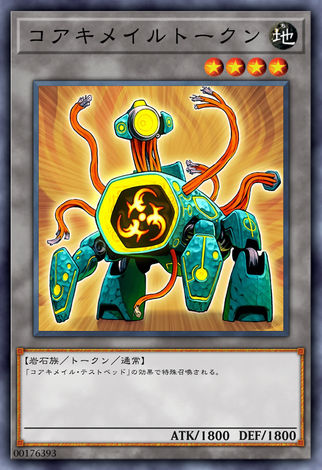 コアキメイルトークン 地
【岩石族／トークン／通常】
「コアキメイル・テストベッド」の効果で特殊召喚される。
ATK/1800 DEF/1800
00176393